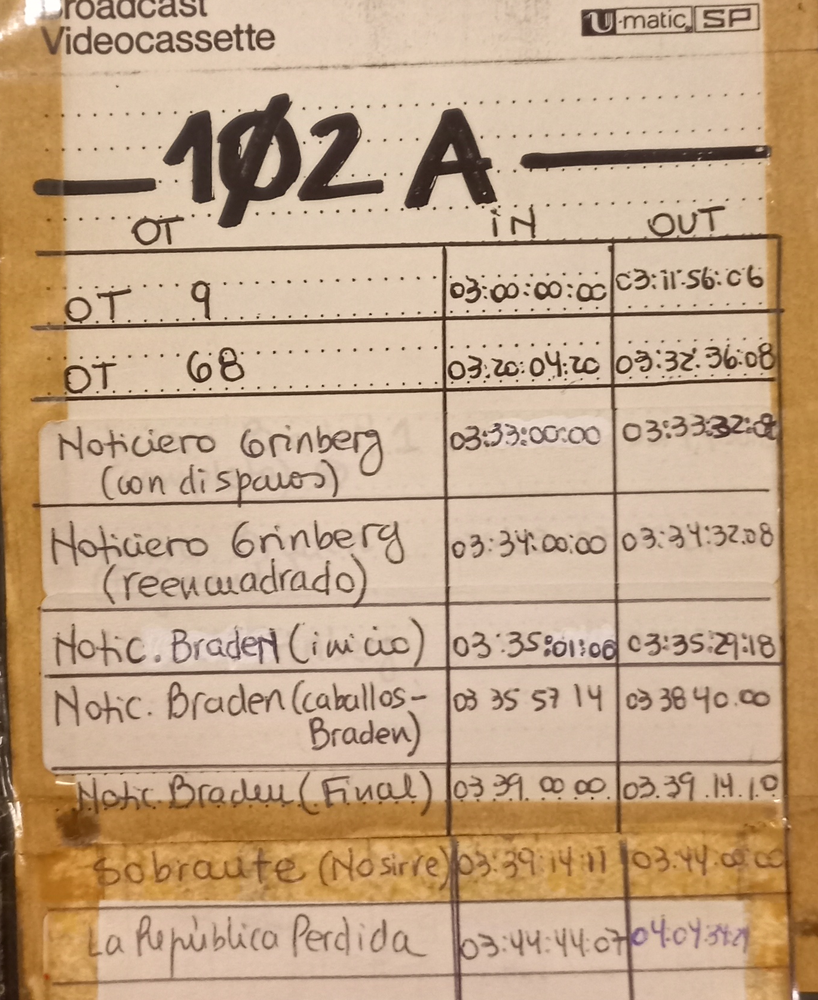 Broadcast
Videocassette
U-matic SP
1Ø2 A
OT iN OUT
OT 9 03:00:00:00 03:11:56:06
OT 68 03:20:04:20 03:32:36:08
Noticiero Grinberg 03:33:00:00 03:33:32:08
(con disparos)
Noticiero Grinberg 03:34:00:00 03:34:32:08
(reencuadrado)
Notic. Braden (inicio) 03:35:01:06 03:35:29:18
Notic. Braden (caballos- 03 35 57 14 03 38 40.00
Braden)
Notic. Braden (Final) 03 39 00 00 03.39.14.10
Sobrante (No sirve) 03:39:14:11 03:44:00:00
La República Perdida 03:44:44:07